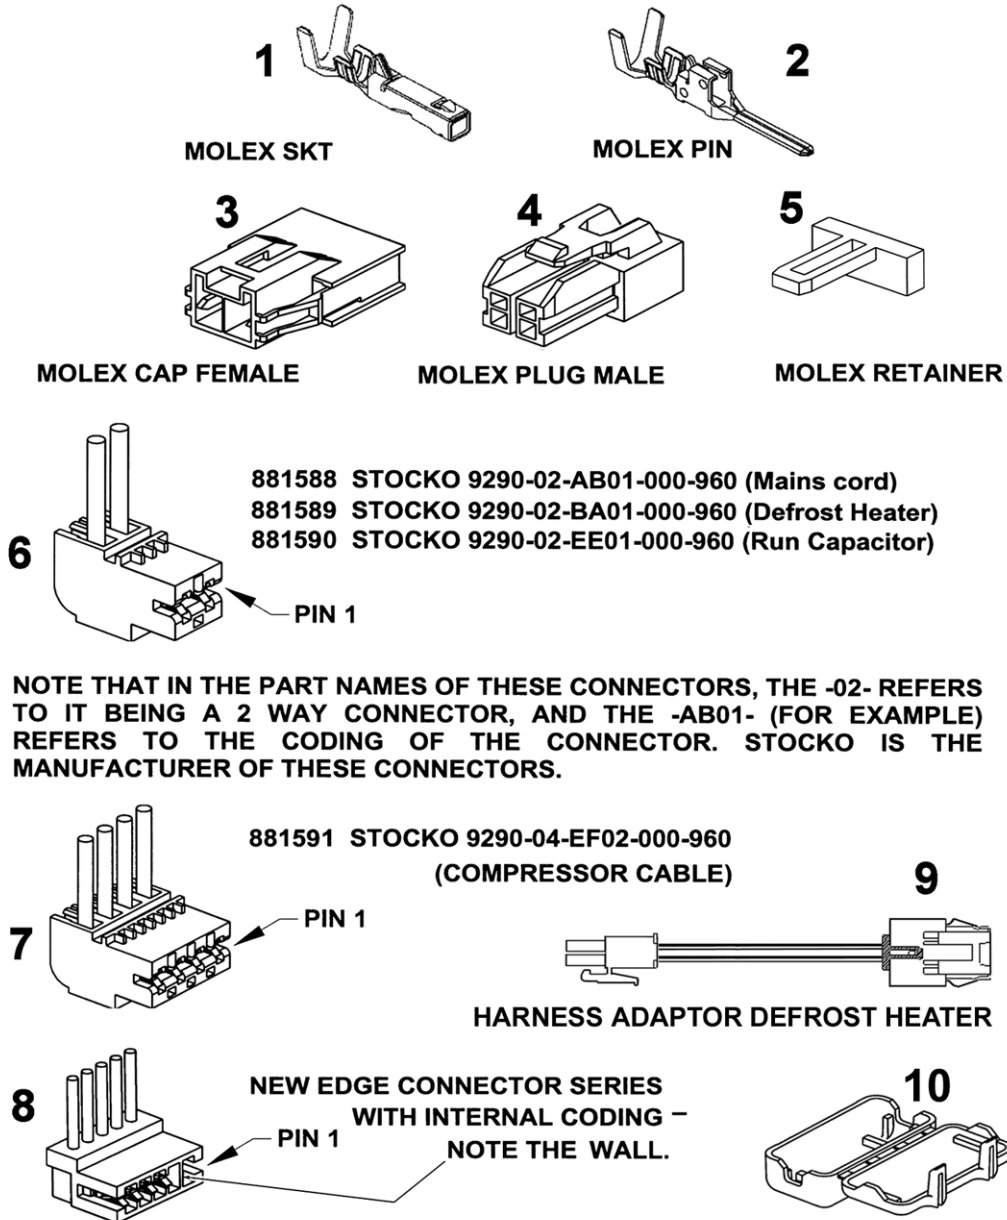 1
2
MOLEX SKT
MOLEX PIN
3
4
5
MOLEX CAP FEMALE
MOLEX PLUG MALE
MOLEX RETAINER
6
881588 STOCKO 9290-02-AB01-000-960 (Mains cord)
881589 STOCKO 9290-02-BA01-000-960 (Defrost Heater)
881590 STOCKO 9290-02-EE01-000-960 (Run Capacitor)
PIN 1
NOTE THAT IN THE PART NAMES OF THESE CONNECTORS, THE -02- REFERS
TO IT BEING A 2 WAY CONNECTOR, AND THE -AB01- (FOR EXAMPLE)
REFERS TO THE CODING OF THE CONNECTOR. STOCKO IS THE
MANUFACTURER OF THESE CONNECTORS.
7
881591 STOCKO 9290-04-EF02-000-960
(COMPRESSOR CABLE)
PIN 1
9
HARNESS ADAPTOR DEFROST HEATER
8
NEW EDGE CONNECTOR SERIES
WITH INTERNAL CODING –
NOTE THE WALL.
PIN 1
10